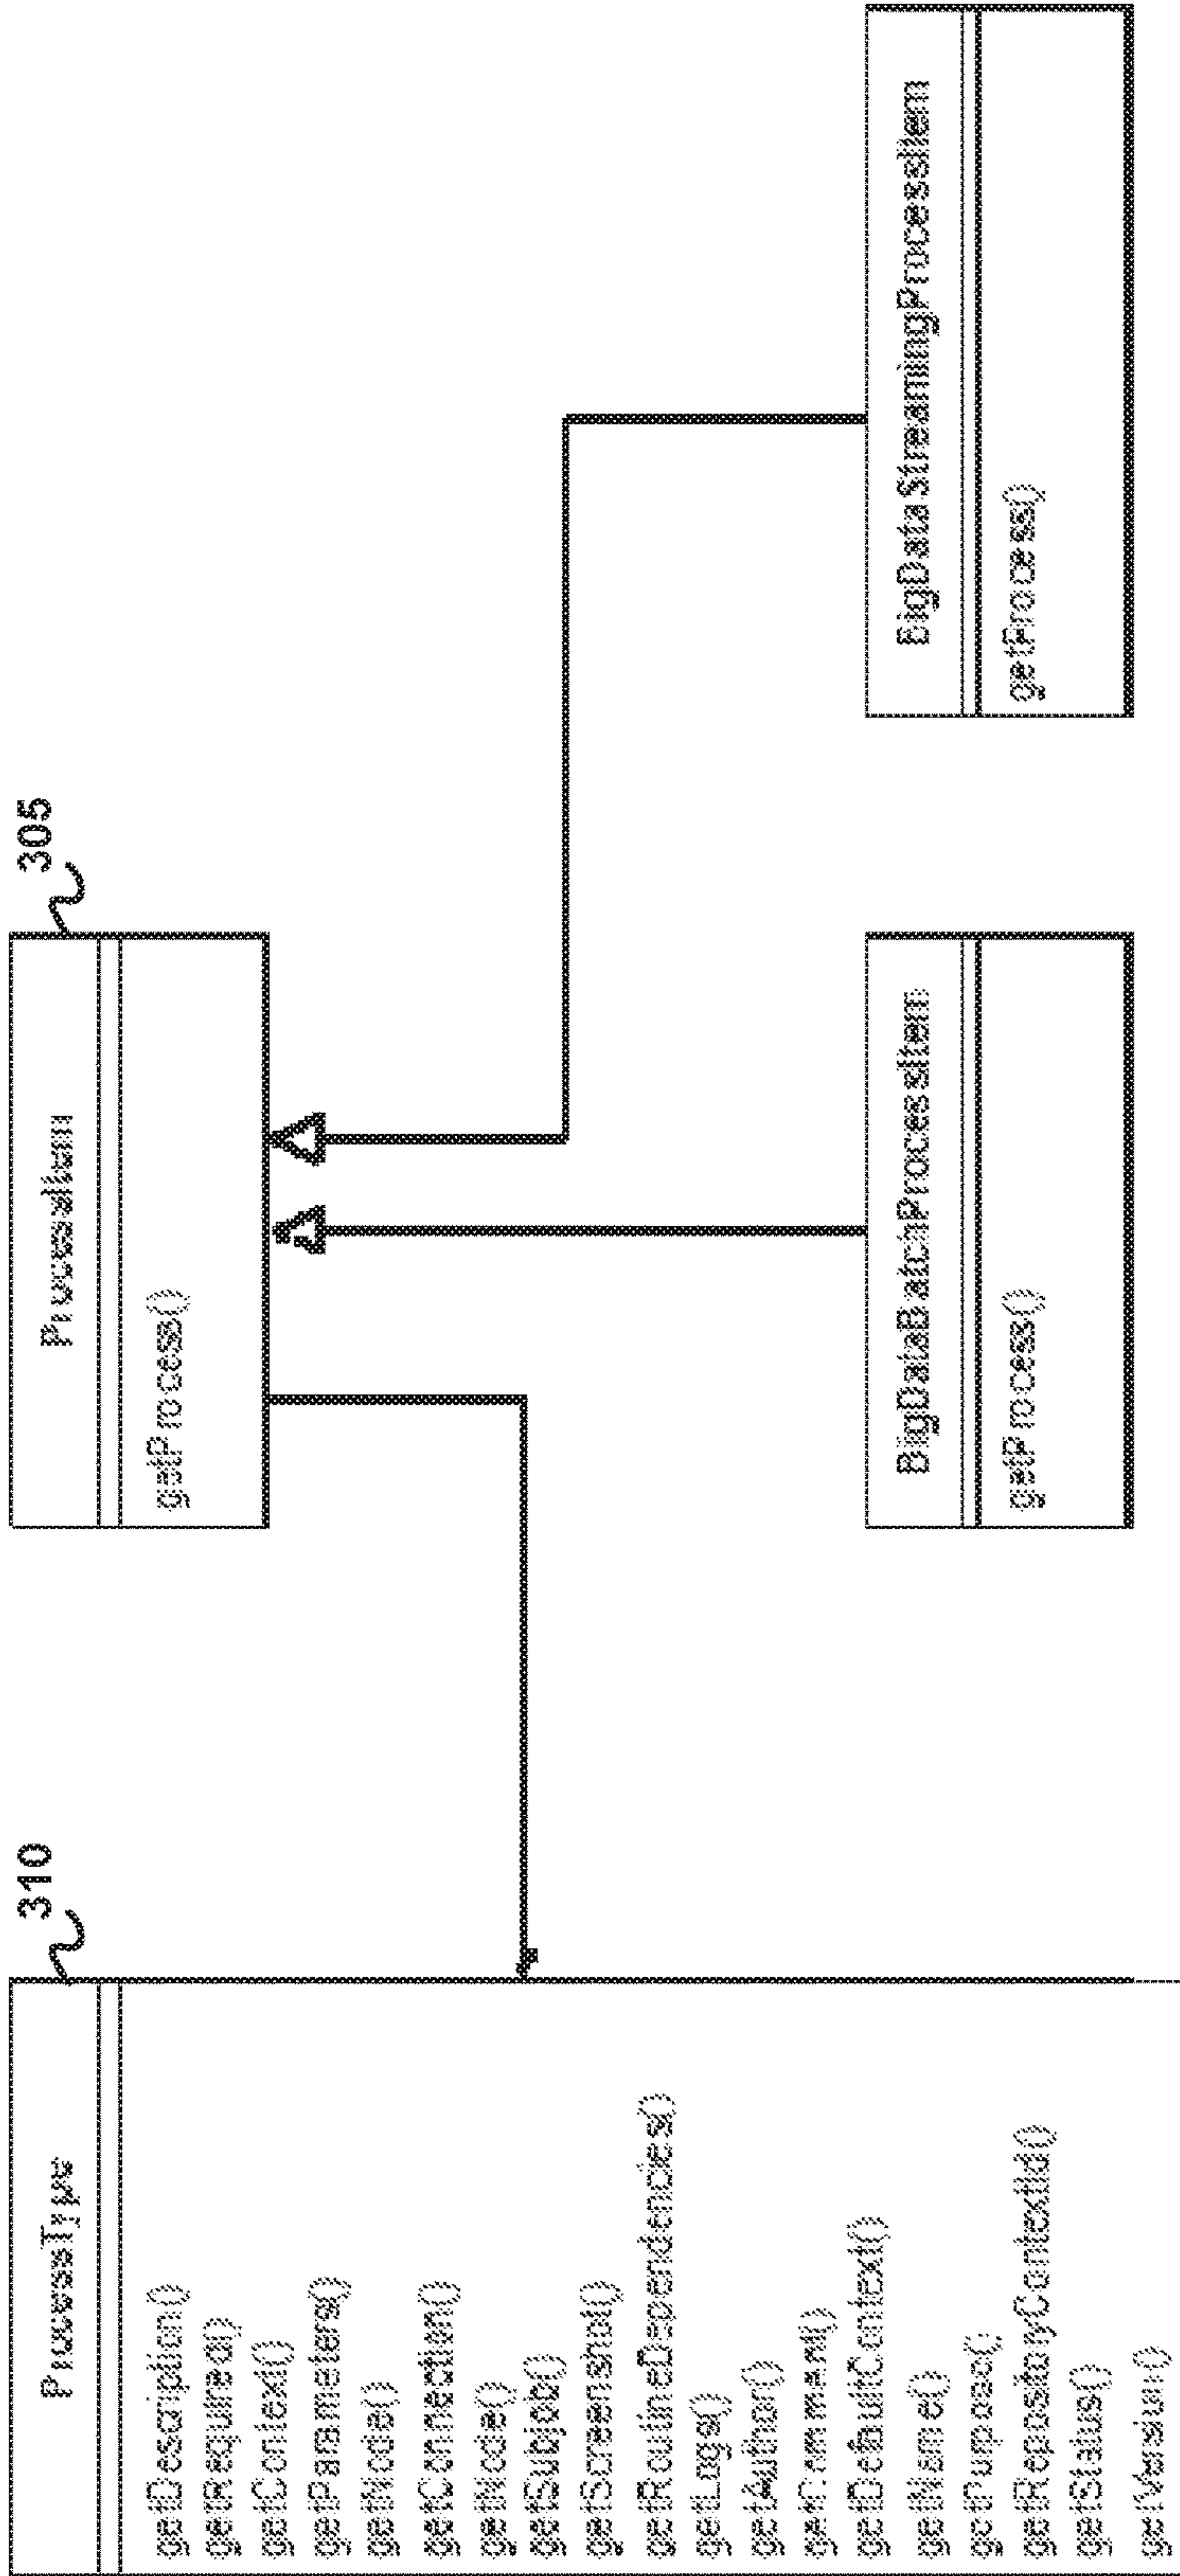 310
ProcessType
getDescription()
getRequired()
getContext()
getParameters()
getNode()
getConnection()
getNode()
getSubjob()
getScreenshot()
getRoutineDependencies()
getLogs()
getAuthor()
getComment()
getDefaultContext()
getName()
getPurpose()
getRepositoryContextId()
getStatus()
getVersion()
305
ProcessItem
getProcess()
BigDataBatchProcessItem
getProcess()
BigDataStreamingProcessItem
getProcess()